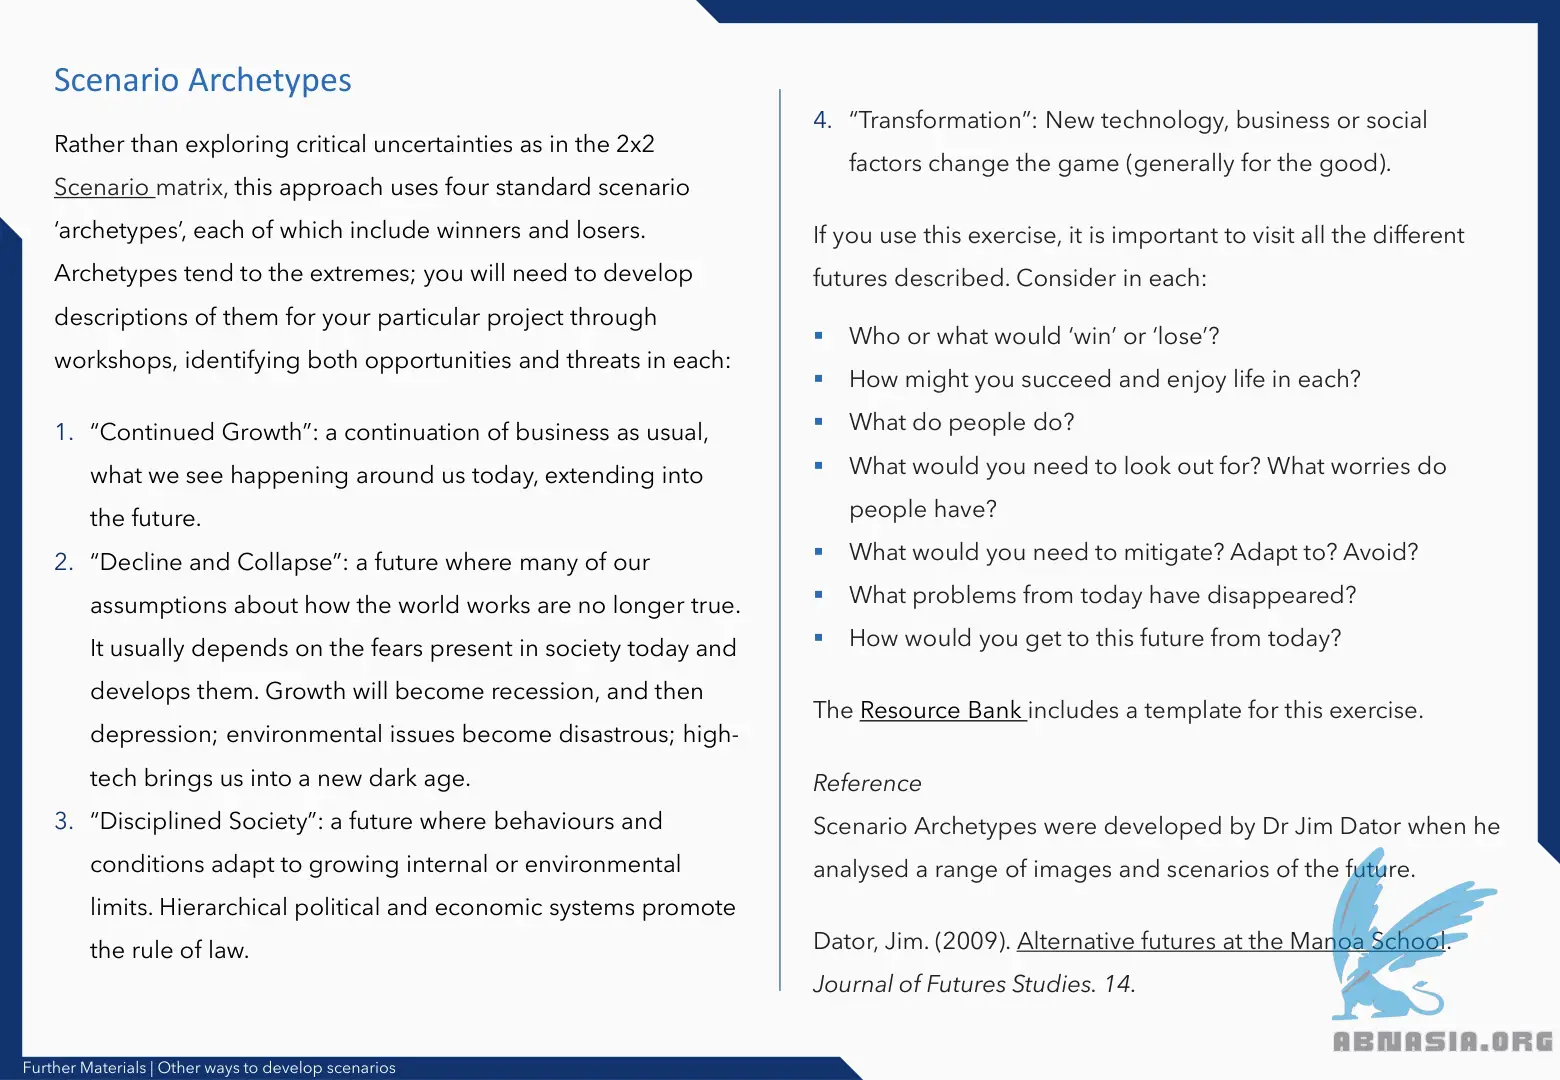 Scenario Archetypes
Rather than exploring critical uncertainties as in the 2x2
Scenario matrix, this approach uses four standard scenario
‘archetypes’, each of which include winners and losers.
Archetypes tend to the extremes; you will need to develop
descriptions of them for your particular project through
workshops, identifying both opportunities and threats in each:
1. “Continued Growth”: a continuation of business as usual,
what we see happening around us today, extending into
the future.
2. “Decline and Collapse”: a future where many of our
assumptions about how the world works are no longer true.
It usually depends on the fears present in society today and
develops them. Growth will become recession, and then
depression; environmental issues become disastrous; high-
tech brings us into a new dark age.
3. “Disciplined Society”: a future where behaviours and
conditions adapt to growing internal or environmental
limits. Hierarchical political and economic systems promote
the rule of law.
4. “Transformation”: New technology, business or social
factors change the game (generally for the good).
If you use this exercise, it is important to visit all the different
futures described. Consider in each:
▪ Who or what would ‘win’ or ‘lose’?
▪ How might you succeed and enjoy life in each?
▪ What do people do?
▪ What would you need to look out for? What worries do
people have?
▪ What would you need to mitigate? Adapt to? Avoid?
▪ What problems from today have disappeared?
▪ How would you get to this future from today?
The Resource Bank includes a template for this exercise.
Reference
Scenario Archetypes were developed by Dr Jim Dator when he
analysed a range of images and scenarios of the future.
Dator, Jim. (2009). Alternative futures at the Manoa School.
Journal of Futures Studies. 14.
ABNASIA.ORG
Further Materials | Other ways to develop scenarios